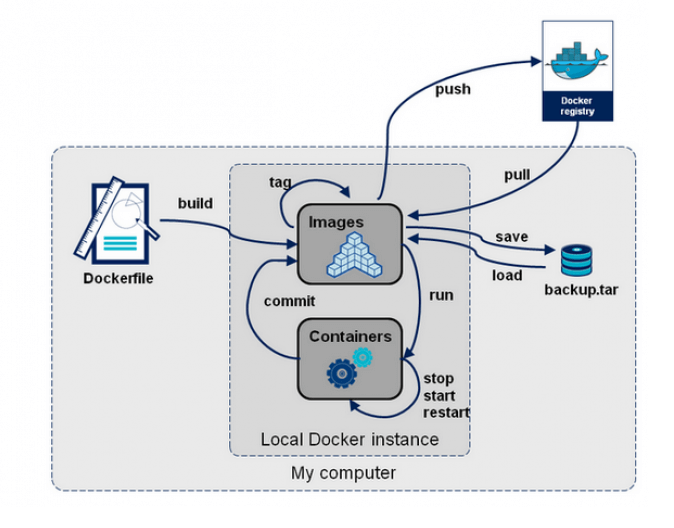 push
Docker
registry
pull
tag
build
Images
save
Dockerfile
load
backup.tar
commit
run
Containers
stop
start
restart
Local Docker instance
My computer